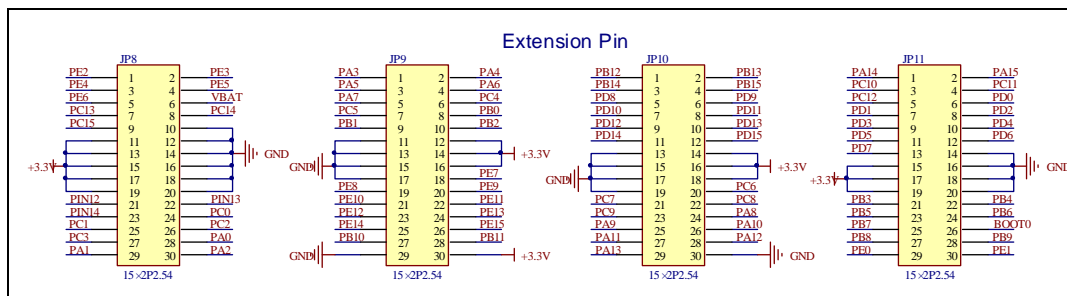 Extension Pin
JP8 JP9 JP10 JP11
PE2 1 2 PE3 PA3 1 2 PA4 PB12 1 2 PB13 PA14 1 2 PA15
PE4 3 4 PE5 PA5 3 4 PA6 PB14 3 4 PB15 PC10 3 4 PC11
PE6 5 6 VBAT PA7 5 6 PC4 PD8 5 6 PD9 PC12 5 6 PD0
PC13 7 8 PC14 PC5 7 8 PB0 PD10 7 8 PD11 PD1 7 8 PD2
PC15 9 10 PB1 9 10 PB2 PD12 9 10 PD13 PD3 9 10 PD4
11 12 11 12 PD14 11 12 PD15 PD5 11 12 PD6
13 14 GND 13 14 +3.3V 13 14 PD7 13 14
+3.3V 15 16 GND 15 16 15 16 +3.3V 15 16 GND
17 18 17 18 PE7 GND 17 18 +3.3V 17 18
19 20 PE8 19 20 PE9 19 20 PC6 19 20
PIN12 21 22 PIN13 PE10 21 22 PE11 PC7 21 22 PC8 PB3 21 22 PB4
PIN14 23 24 PC0 PE12 23 24 PE13 PC9 23 24 PA8 PB5 23 24 PB6
PC1 25 26 PC2 PE14 25 26 PE15 PA9 25 26 PA10 PB7 25 26 BOOT0
PC3 27 28 PA0 PB10 27 28 PB11 PA11 27 28 PA12 PB8 27 28 PB9
PA1 29 30 PA2 GND 29 30 +3.3V PA13 29 30 GND PE0 29 30 PE1
15×2P2.54 15×2P2.54 15×2P2.54 15×2P2.54